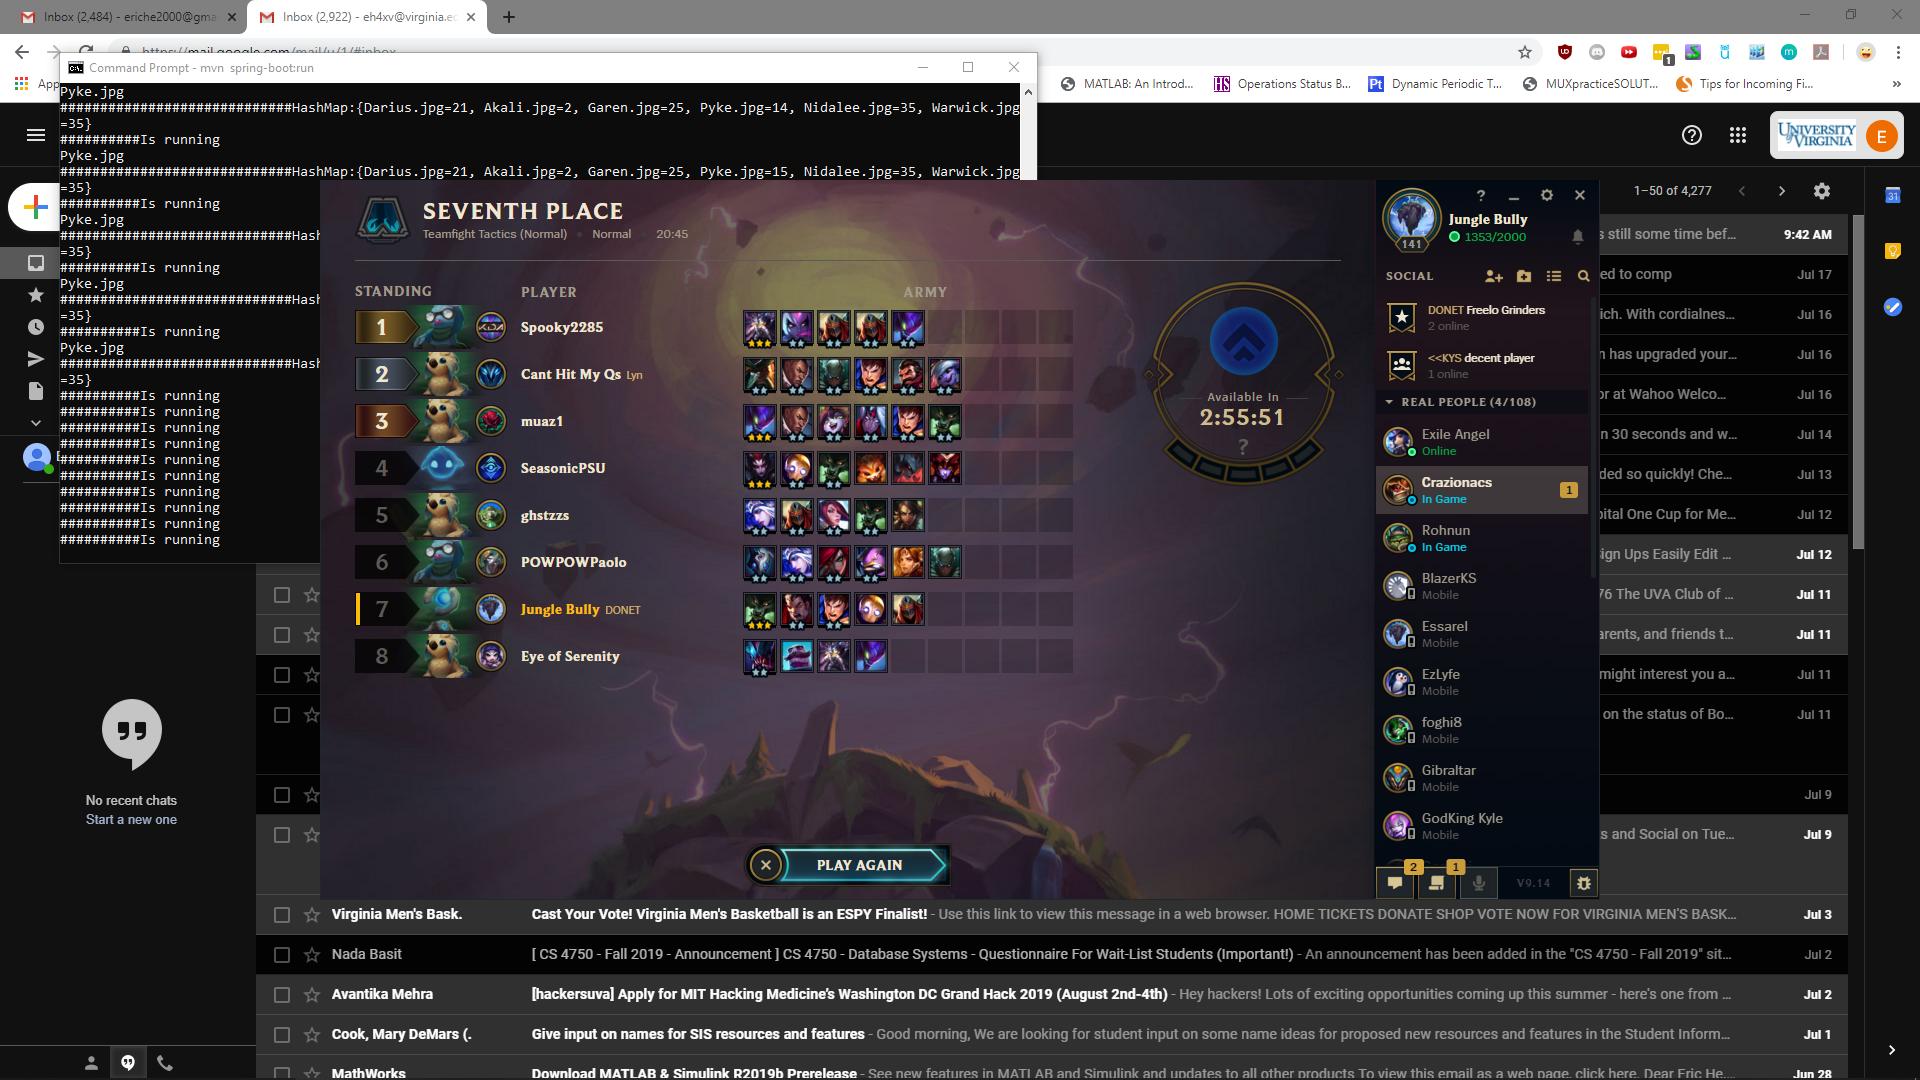 Inbox (2,484) - eriche2000@gma
Inbox (2,922) - eh4xv@virginia.ed
https://mail.google.com/mail/u/1/#inbox
MATLAB: An Introd...
Operations Status B...
Dynamic Periodic T...
MUXpracticeSOLUT...
Tips for Incoming Fi...
Command Prompt - mvn  spring-boot:run
Pyke.jpg
#############################HashMap:{Darius.jpg=21, Akali.jpg=2, Garen.jpg=25, Pyke.jpg=14, Nidalee.jpg=35, Warwick.jpg
=35}
##########Is running
Pyke.jpg
#############################HashMap:{Darius.jpg=21, Akali.jpg=2, Garen.jpg=25, Pyke.jpg=15, Nidalee.jpg=35, Warwick.jpg
=35}
##########Is running
Pyke.jpg
#############################Hash
=35}
##########Is running
Pyke.jpg
#############################Hash
=35}
##########Is running
Pyke.jpg
#############################Hash
=35}
##########Is running
##########Is running
##########Is running
##########Is running
##########Is running
##########Is running
##########Is running
##########Is running
##########Is running
##########Is running
UNIVERSITY of VIRGINIA
E
1–50 of 4,277
31
SEVENTH PLACE
Teamfight Tactics (Normal) • Normal • 20:45
STANDING PLAYER ARMY
1 Spooky2285
2 Cant Hit My Qs Lyn
3 muaz1
4 SeasonicPSU
5 ghstzzs
6 POWPOWPaolo
7 Jungle Bully DONET
8 Eye of Serenity
Available In
2:55:51
?
PLAY AGAIN
Jungle Bully
141
1353/2000
SOCIAL
DONET Freelo Grinders
2 online
<<KYS decent player
1 online
REAL PEOPLE (4/108)
Exile Angel
Online
Crazionacs
In Game
1
Rohnun
In Game
BlazerKS
Mobile
Essarel
Mobile
EzLyfe
Mobile
foghi8
Mobile
Gibraltar
Mobile
GodKing Kyle
Mobile
2
1
V9.14
s still some time bef... 9:42 AM
ed to comp Jul 17
ich. With cordialnes... Jul 16
n has upgraded your... Jul 16
or at Wahoo Welco... Jul 16
n 30 seconds and w... Jul 14
ded so quickly! Che... Jul 13
pital One Cup for Me... Jul 12
ign Ups Easily Edit ... Jul 12
76 The UVA Club of ... Jul 11
arents, and friends t... Jul 11
might interest you a... Jul 11
on the status of Bo... Jul 11
Jul 9
s and Social on Tue... Jul 9
No recent chats
Start a new one
Virginia Men's Bask. Cast Your Vote! Virginia Men's Basketball is an ESPY Finalist! - Use this link to view this message in a web browser. HOME TICKETS DONATE SHOP VOTE NOW FOR VIRGINIA MEN'S BASK... Jul 3
Nada Basit [ CS 4750 - Fall 2019 - Announcement ] CS 4750 - Database Systems - Questionnaire For Wait-List Students (Important!) - An announcement has been added in the "CS 4750 - Fall 2019" sit... Jul 2
Avantika Mehra [hackersuva] Apply for MIT Hacking Medicine's Washington DC Grand Hack 2019 (August 2nd-4th) - Hey hackers! Lots of exciting opportunities coming up this summer - here's one from ... Jul 2
Cook, Mary DeMars (. Give input on names for SIS resources and features - Good morning, We are looking for student input on some name ideas for proposed new resources and features in the Student Inform... Jul 1
MathWorks Download MATLAB & Simulink R2019b Prerelease - See new features in MATLAB and Simulink and updates to all other products To view this email as a web page, click here. Dear Eric He... Jun 28